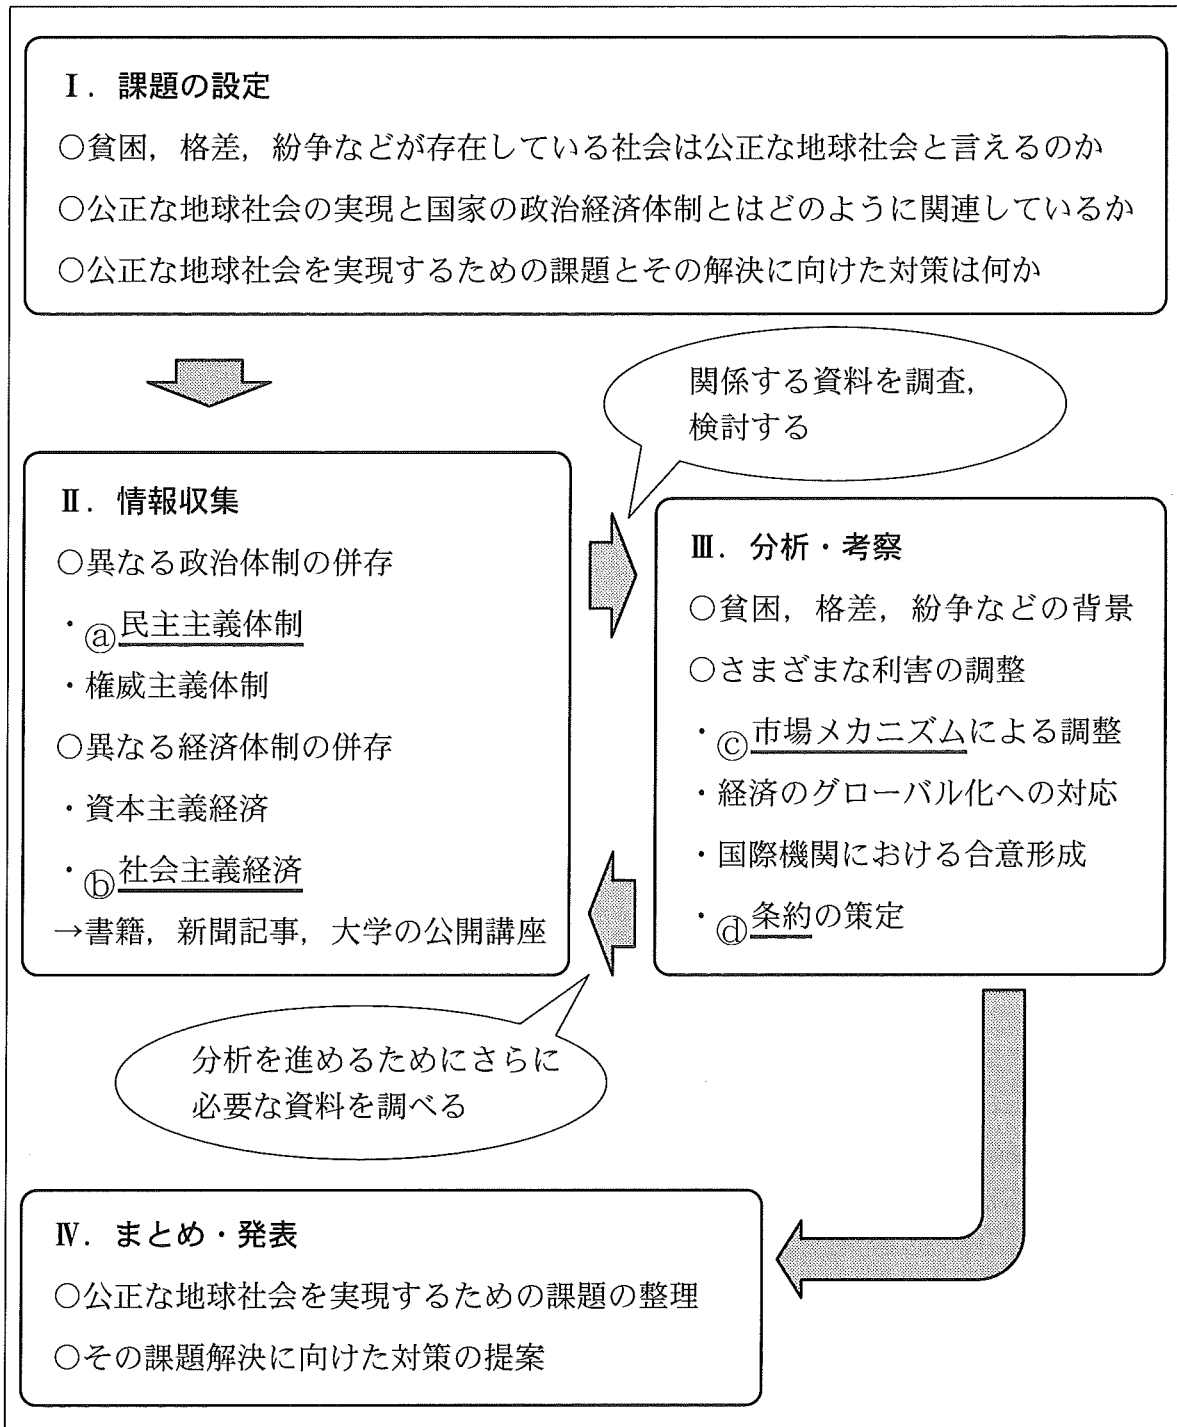 Ⅰ．課題の設定
○貧困，格差，紛争などが存在している社会は公正な地球社会と言えるのか
○公正な地球社会の実現と国家の政治経済体制とはどのように関連しているか
○公正な地球社会を実現するための課題とその解決に向けた対策は何か
関係する資料を調査，
検討する
Ⅱ．情報収集
○異なる政治体制の併存
・ⓐ民主主義体制
・権威主義体制
○異なる経済体制の併存
・資本主義経済
・ⓑ社会主義経済
→書籍，新聞記事，大学の公開講座
Ⅲ．分析・考察
○貧困，格差，紛争などの背景
○さまざまな利害の調整
・ⓒ市場メカニズムによる調整
・経済のグローバル化への対応
・国際機関における合意形成
・ⓓ条約の策定
分析を進めるためにさらに
必要な資料を調べる
Ⅳ．まとめ・発表
○公正な地球社会を実現するための課題の整理
○その課題解決に向けた対策の提案